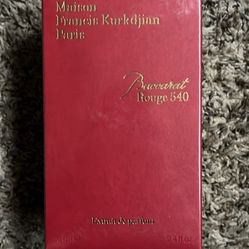 Maison
Francis Kurkdjian
Paris
Baccarat
Rouge 540
Extrait de parfum